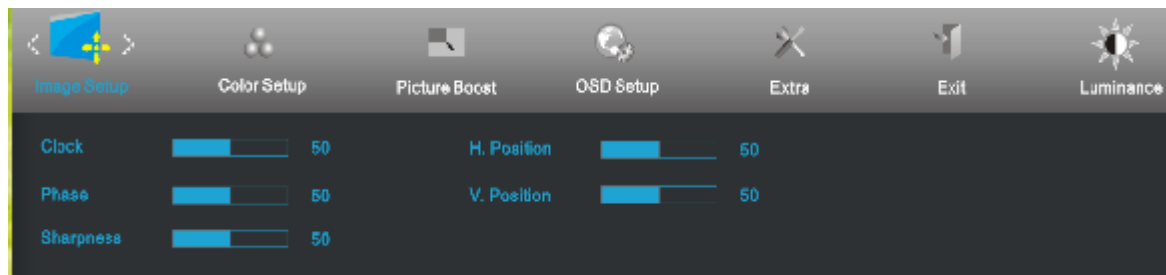 Image Setup Color Setup Picture Boost OSD Setup Extra Exit Luminance
Clock 50 H. Position 50
Phase 50 V. Position 50
Sharpness 50